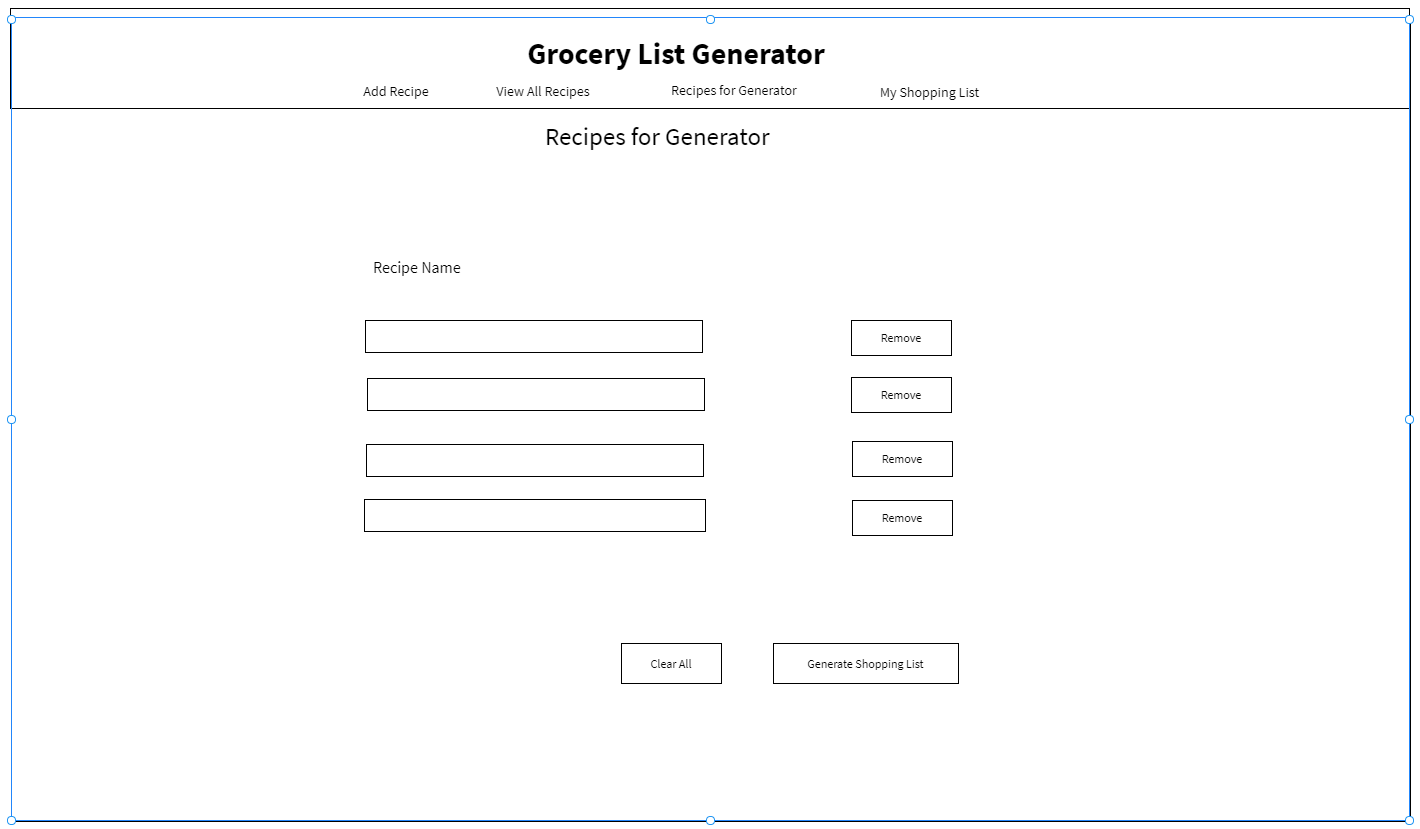 Grocery List Generator
Add Recipe View All Recipes Recipes for Generator My Shopping List
Recipes for Generator
Recipe Name
Remove
Remove
Remove
Remove
Clear All Generate Shopping List